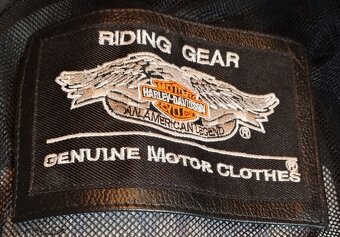 RIDING GEAR
HARLEY-DAVIDSON
AN AMERICAN LEGEND
®
®
GENUINE MOTOR CLOTHES